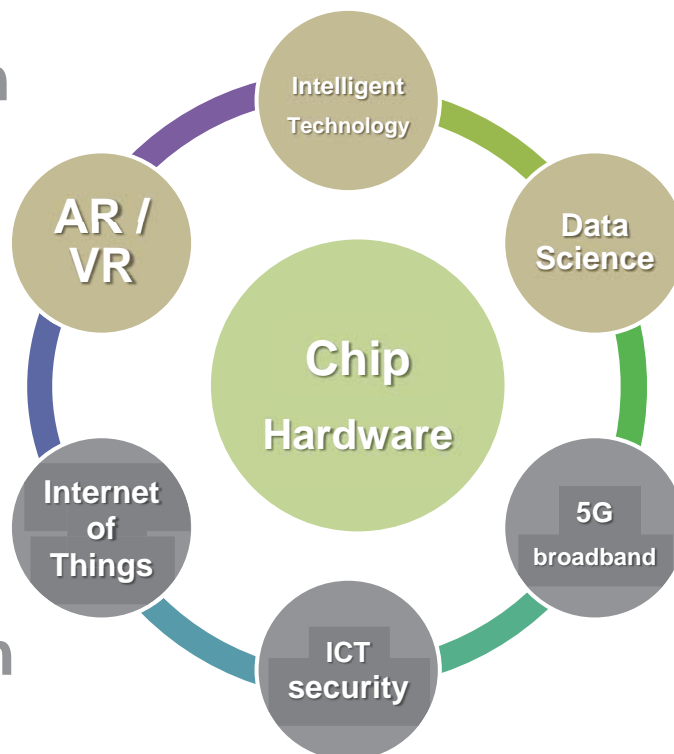 Intelligent
Technology
AR /
VR
Data
Science
Chip
Hardware
Internet
of
Things
5G
broadband
ICT
security